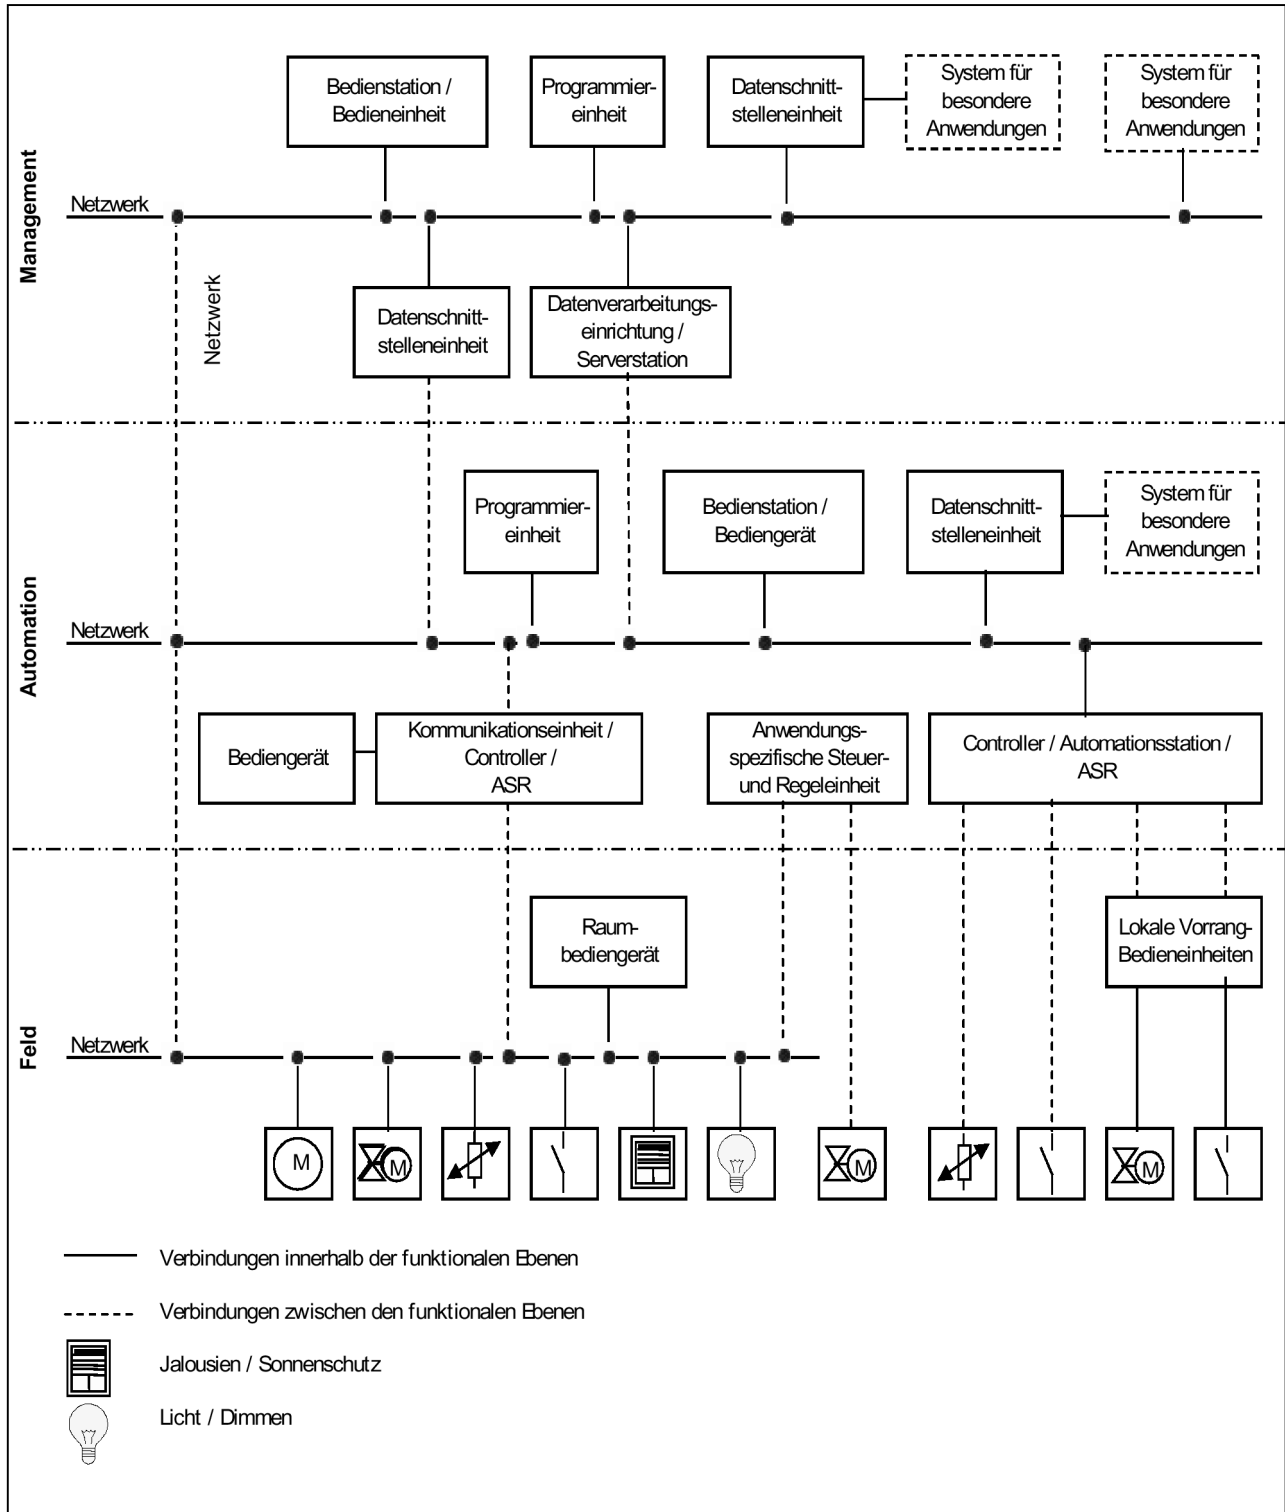 Management
Bedienstation /
Bedieneinheit
Programmier-
einheit
Datenschnitt-
stelleneinheit
System für
besondere
Anwendungen
System für
besondere
Anwendungen
Netzwerk
Netzwerk
Datenschnitt-
stelleneinheit
Datenverarbeitungs-
einrichtung /
Serverstation
Automation
Programmier-
einheit
Bedienstation /
Bediengerät
Datenschnitt-
stelleneinheit
System für
besondere
Anwendungen
Netzwerk
Bediengerät
Kommunikationseinheit /
Controller /
ASR
Anwendungs-
spezifische Steuer-
und Regeleinheit
Controller / Automationsstation /
ASR
Feld
Raum-
bediengerät
Lokale Vorrang-
Bedieneinheiten
Netzwerk
M
M
M
M
Verbindungen innerhalb der funktionalen Ebenen
Verbindungen zwischen den funktionalen Ebenen
Jalousien / Sonnenschutz
Licht / Dimmen